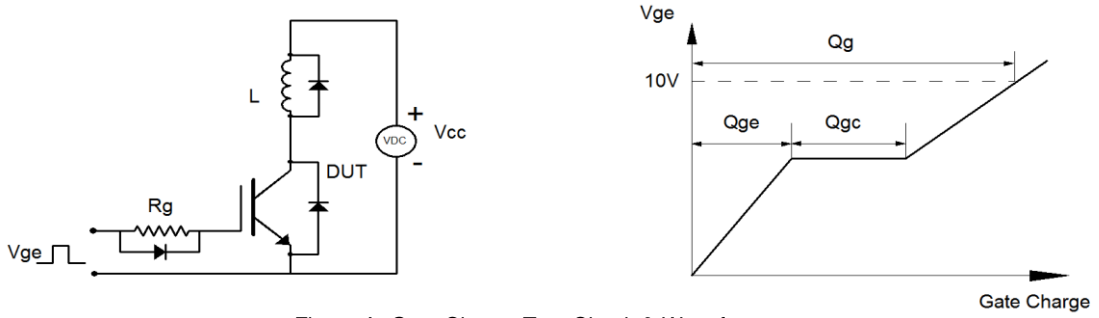 L
Rg
Vge
DUT
VDC
+
-
Vcc
Vge
10V
Qg
Qge
Qgc
Gate Charge